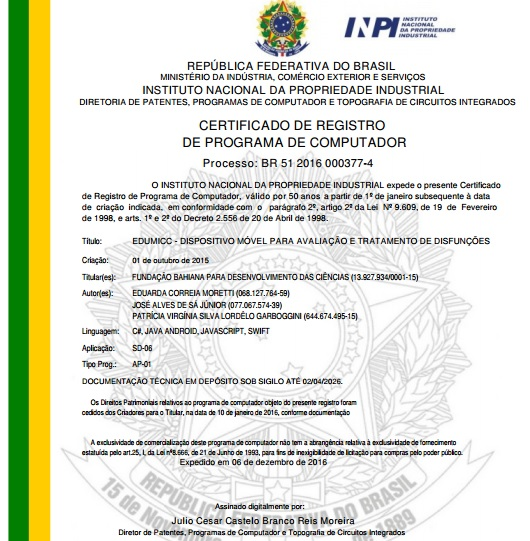 INPI INSTITUTO
NACIONAL
DA PROPRIEDADE
INDUSTRIAL
REPÚBLICA FEDERATIVA DO BRASIL
MINISTÉRIO DA INDÚSTRIA, COMÉRCIO EXTERIOR E SERVIÇOS
INSTITUTO NACIONAL DA PROPRIEDADE INDUSTRIAL
DIRETORIA DE PATENTES, PROGRAMAS DE COMPUTADOR E TOPOGRAFIA DE CIRCUITOS INTEGRADOS
CERTIFICADO DE REGISTRO
DE PROGRAMA DE COMPUTADOR
Processo: BR 51 2016 000377-4
O INSTITUTO NACIONAL DA PROPRIEDADE INDUSTRIAL expede o presente Certificado
de Registro de Programa de Computador, válido por 50 anos a partir de 1º de janeiro subsequente à data
de criação indicada, em conformidade com o parágrafo 2º, artigo 2º da Lei Nº 9.609, de 19 de Fevereiro
de 1998, e arts. 1º e 2º do Decreto 2.556 de 20 de Abril de 1998.
Título: EDUMICC - DISPOSITIVO MÓVEL PARA AVALIAÇÃO E TRATAMENTO DE DISFUNÇÕES
Criação: 01 de outubro de 2015
Titular(es): FUNDAÇÃO BAHIANA PARA DESENVOLVIMENTO DAS CIÊNCIAS (13.927.934/0001-15)
Autor(es): EDUARDA CORREIA MORETTI (068.127.764-59)
JOSÉ ALVES DE SÁ JÚNIOR (077.067.574-39)
PATRÍCIA VIRGÍNIA SILVA LORDÊLO GARBOGGINI (644.674.495-15)
Linguagem: C#, JAVA ANDROID, JAVASCRIPT, SWIFT
Aplicação: SD-06
Tipo Prog.: AP-01
DOCUMENTAÇÃO TÉCNICA EM DEPÓSITO SOB SIGILO ATÉ 02/04/2026.
Os Direitos Patrimoniais relativos ao programa de computador objeto do presente registro foram
cedidos dos Criadores para o Titular, na data de 10 de janeiro de 2016, conforme documentação
A exclusividade de comercialização deste programa de computador não tem a abrangência relativa à exclusividade de fornecimento
estatuída pelo art.25, I, da Lei nº8.666, de 21 de Junho de 1993, para fins de inexigibilidade de licitação para compras pelo poder público.
Expedido em 06 de dezembro de 2016
REPÚBLICA FEDERATIVA DO BRASIL
15 de Novembro 1889
Assinado digitalmente por:
Julio Cesar Castelo Branco Reis Moreira
Diretor de Patentes, Programas de Computador e Topografia de Circuitos Integrados